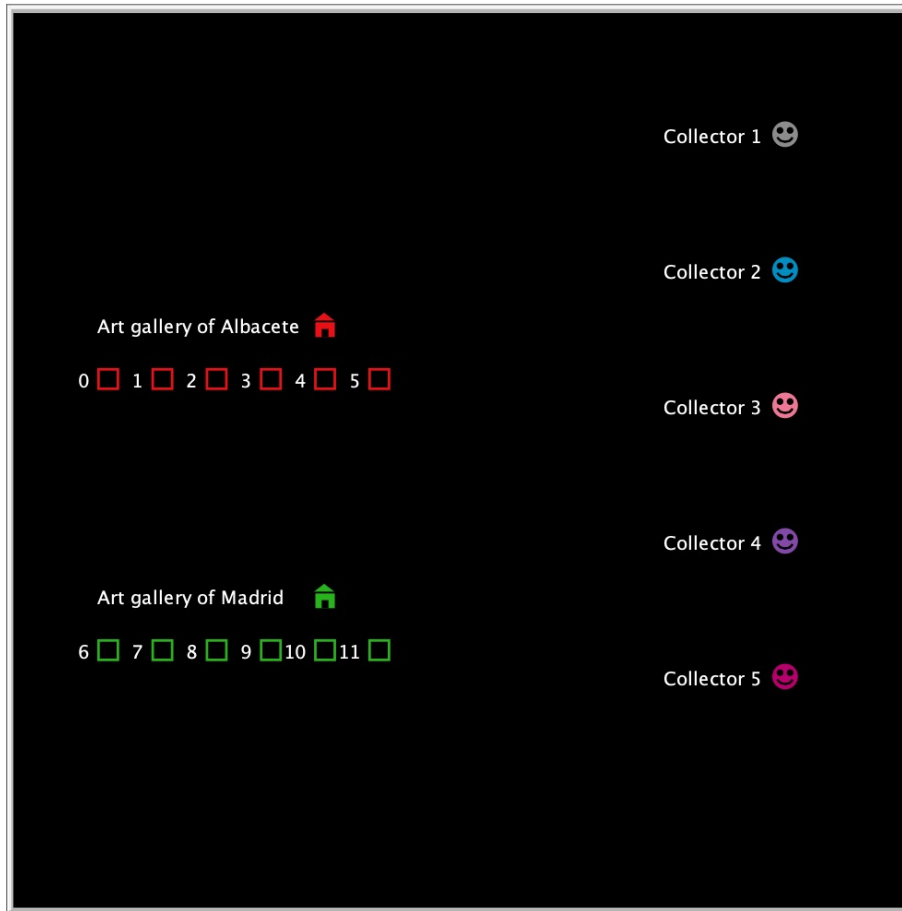 Collector 1
Collector 2
Art gallery of Albacete
0 1 2 3 4 5
Collector 3
Collector 4
Art gallery of Madrid
6 7 8 9 10 11
Collector 5